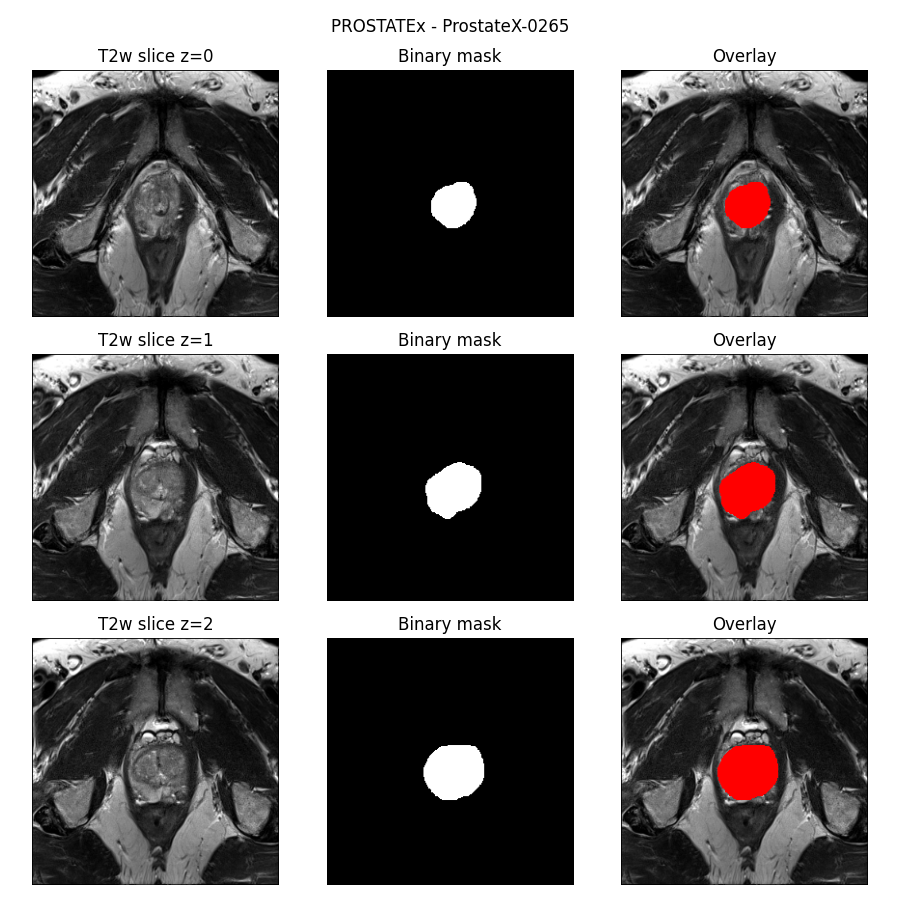 PROSTATEx - ProstateX-0265
T2w slice z=0
Binary mask
Overlay
T2w slice z=1
Binary mask
Overlay
T2w slice z=2
Binary mask
Overlay